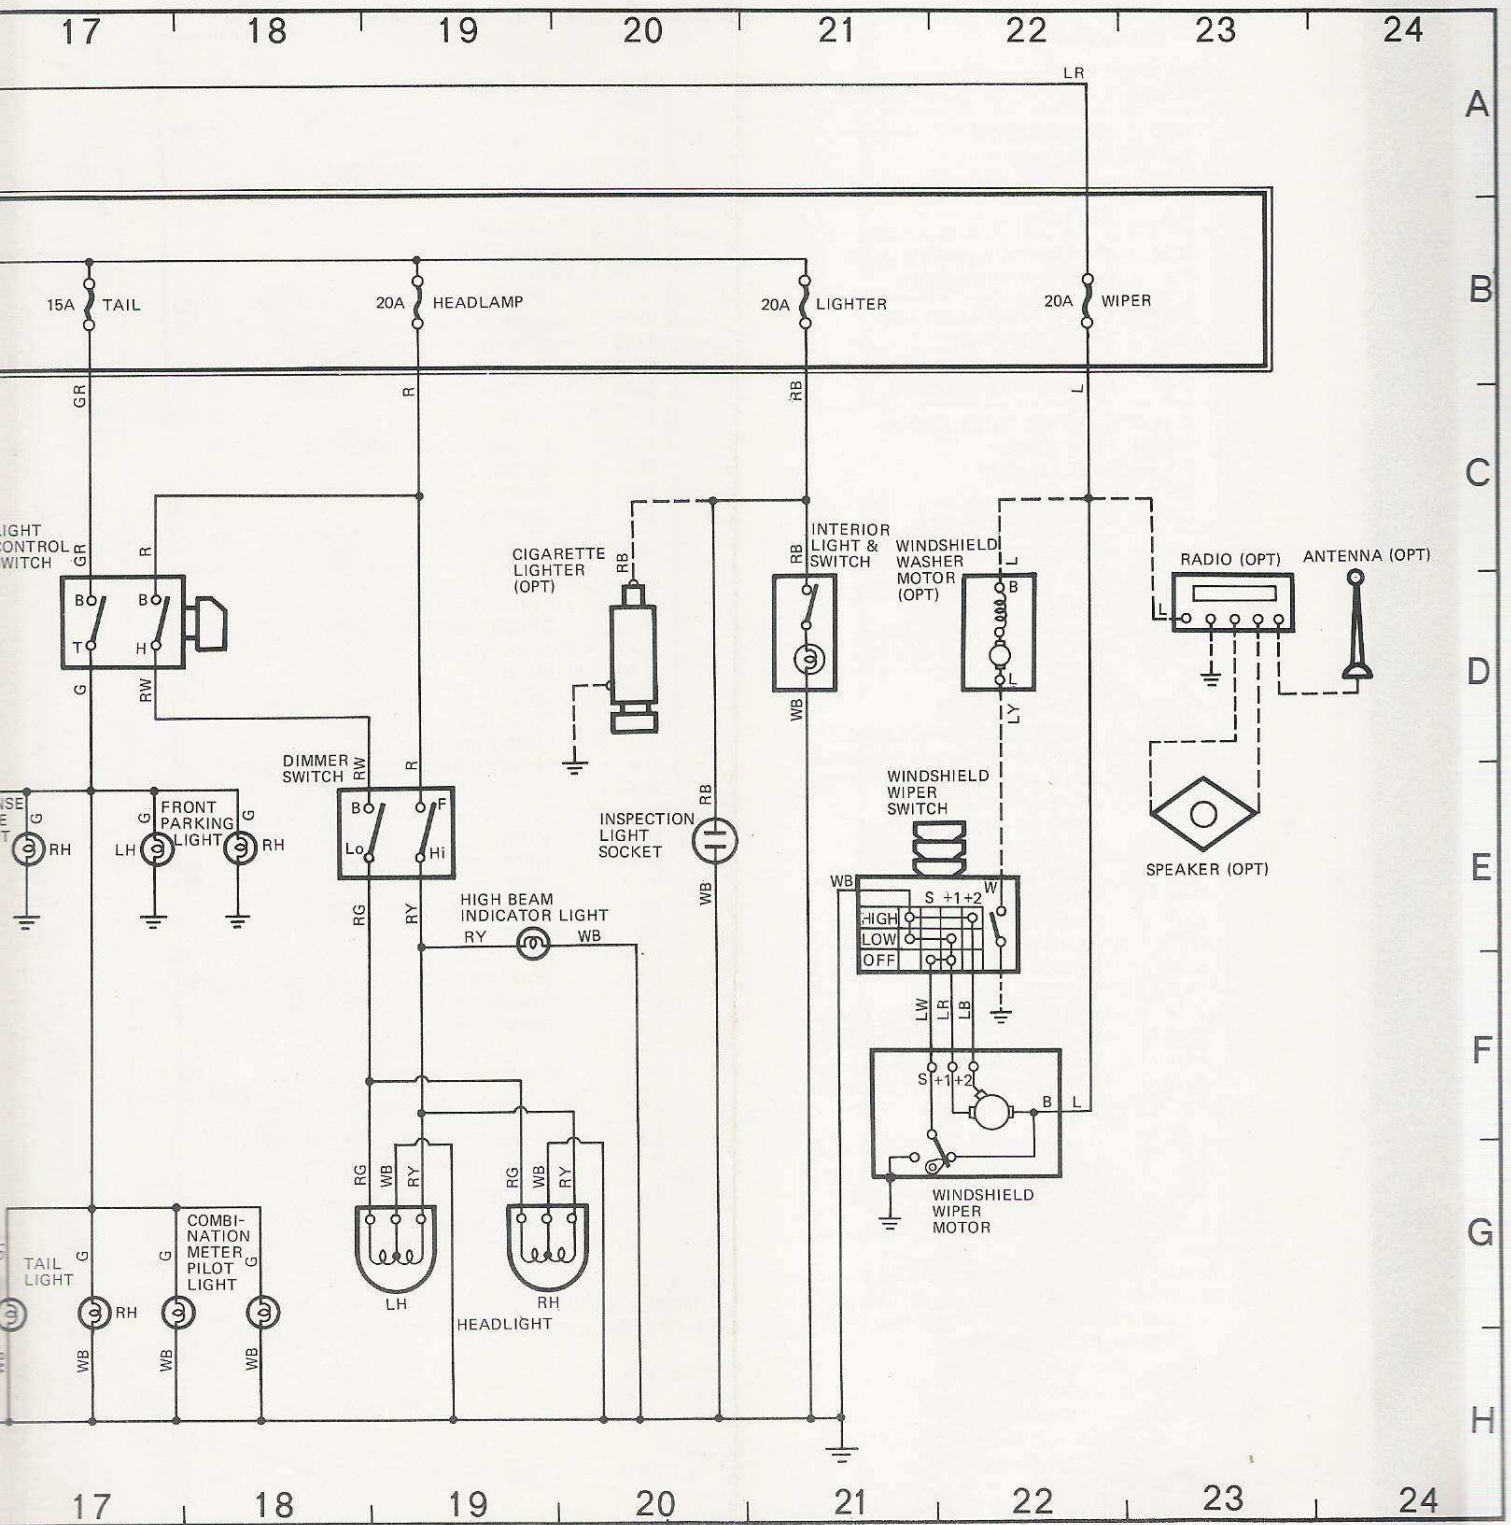 17 18 19 20 21 22 23 24
LR
A
B
15A TAIL
20A HEADLAMP
20A LIGHTER
20A WIPER
GR
R
RB
L
C
IGHT
ONTROL
WITCH
GR
R
CIGARETTE
LIGHTER
(OPT)
RB
INTERIOR
LIGHT &
SWITCH
RB
WINDSHIELD
WASHER
MOTOR
(OPT)
L
RADIO (OPT)
ANTENNA (OPT)
B
B
T
H
B
L
L
D
G
RW
WB
LY
DIMMER
SWITCH
RW
R
WINDSHIELD
WIPER
SWITCH
NSE
E
T
G
RH
G
LH
FRONT
PARKING
LIGHT
G
RH
B
F
Lo
Hi
INSPECTION
LIGHT
SOCKET
RB
WB
SPEAKER (OPT)
E
WB
S +1 +2
W
HIGH
LOW
OFF
RG
RY
HIGH BEAM
INDICATOR LIGHT
RY
WB
LW
LR
LB
F
S +1 +2
B
L
RG
WB
RY
RG
WB
RY
WINDSHIELD
WIPER
MOTOR
G
TAIL
LIGHT
G
RH
G
COMBI-
NATION
METER
PILOT
LIGHT
G
LH
RH
HEADLIGHT
WB
WB
WB
H
17 18 19 20 21 22 23 24